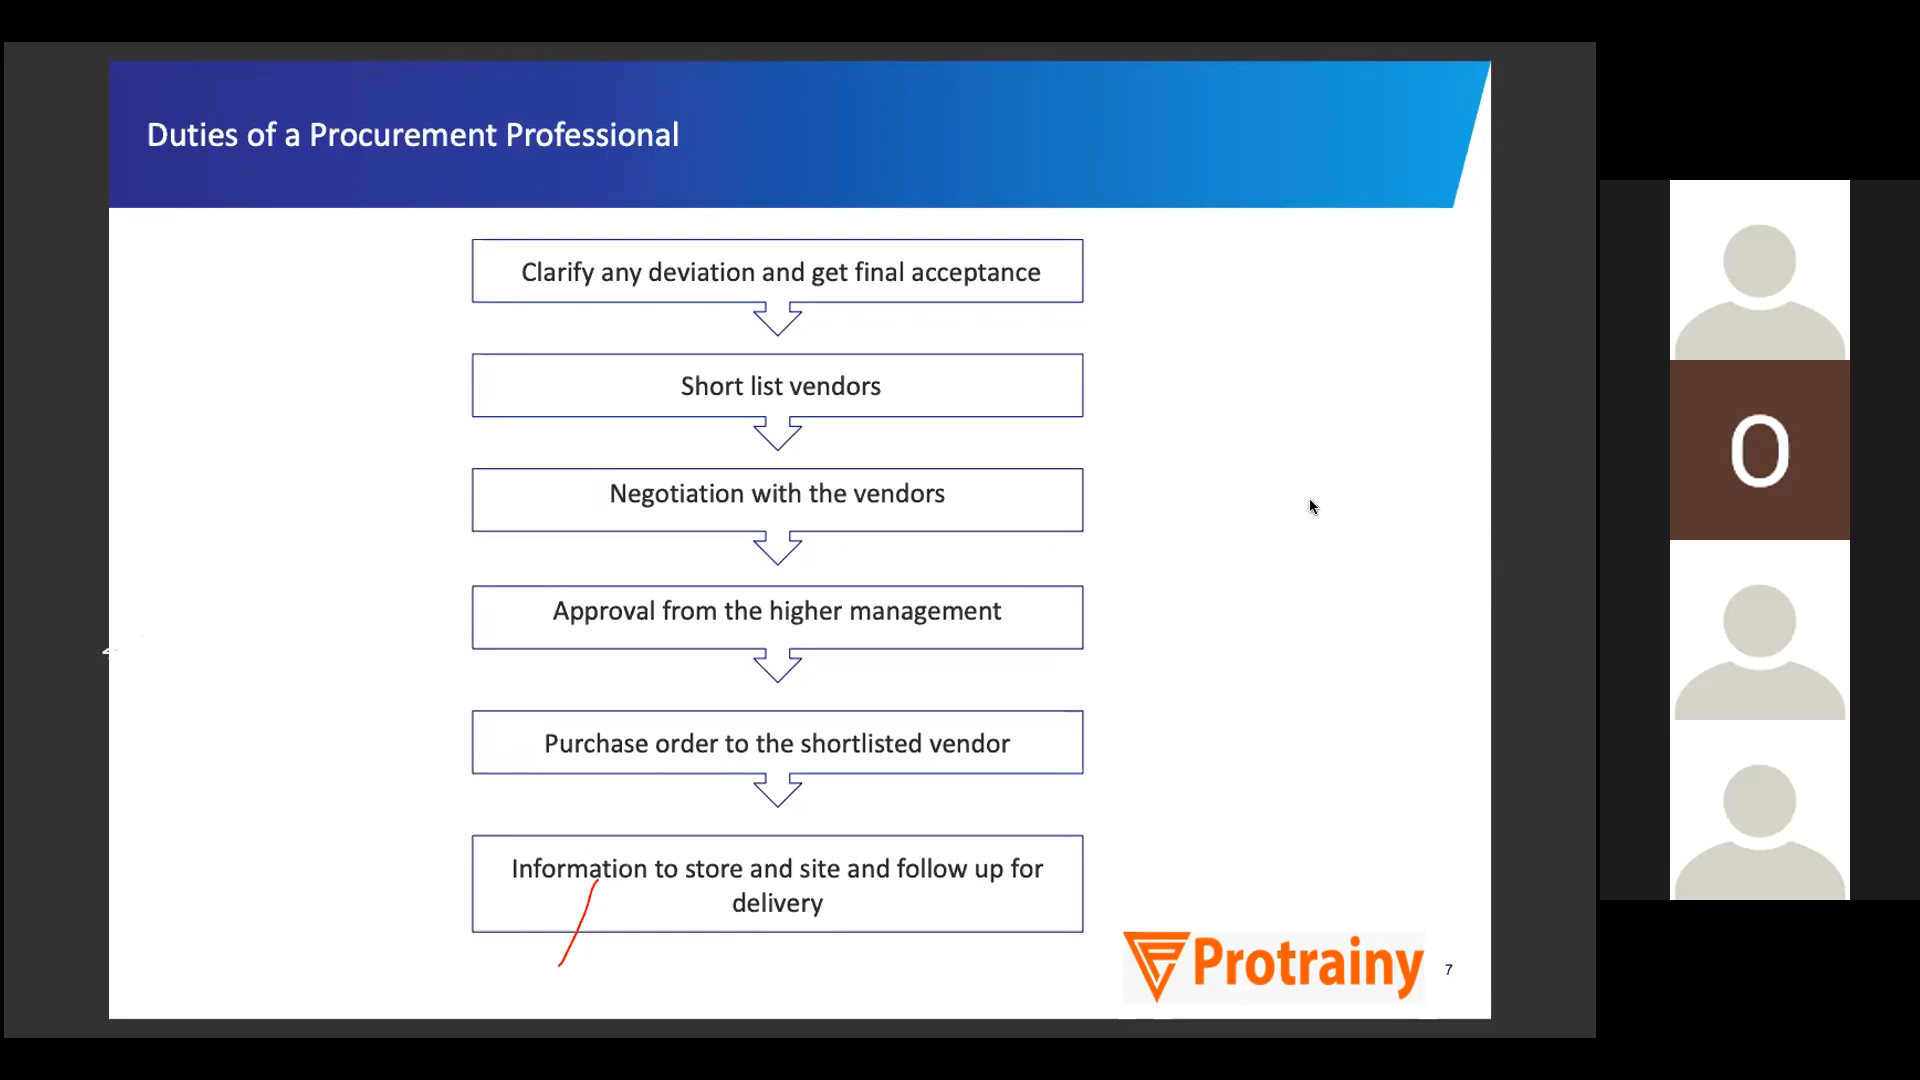 Duties of a Procurement Professional
Clarify any deviation and get final acceptance
Short list vendors
Negotiation with the vendors
Approval from the higher management
Purchase order to the shortlisted vendor
Information to store and site and follow up for
delivery
Protrainy
7
O